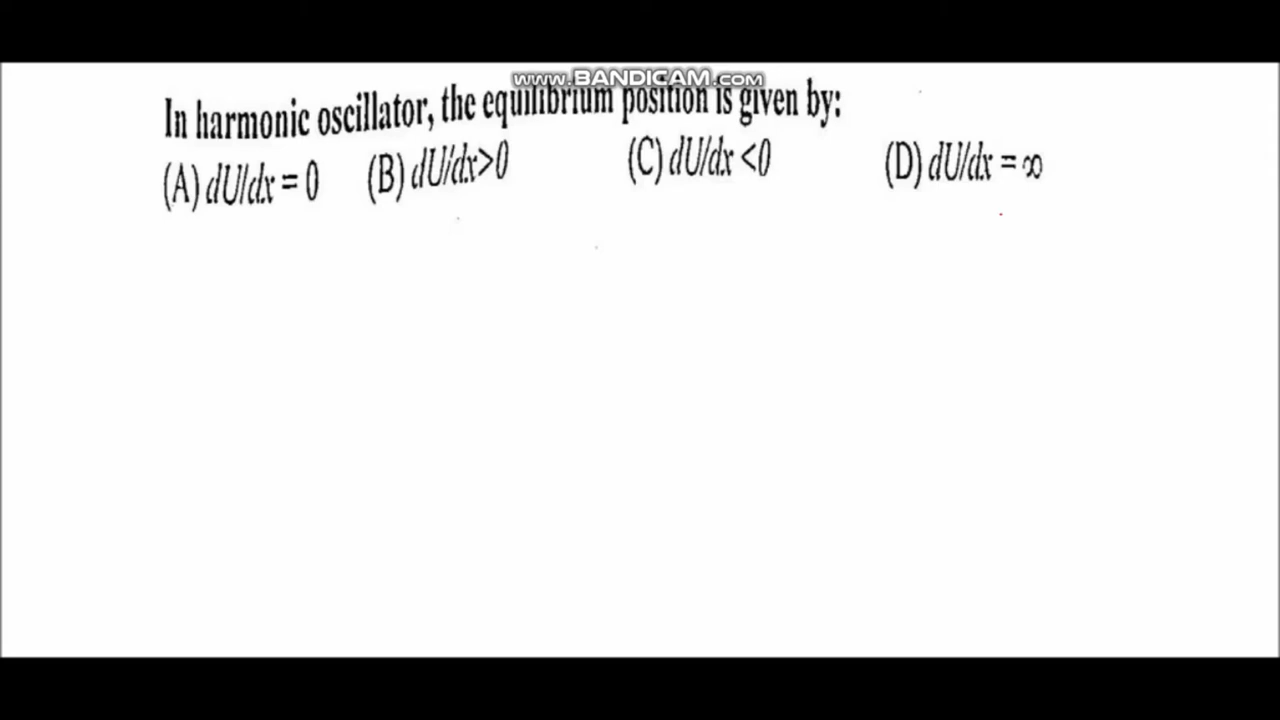 www.BANDICAM.com
In harmonic oscillator, the equilibrium position is given by:
(A) dU/dx = 0 (B) dU/dx>0 (C) dU/dx <0 (D) dU/dx = ∞